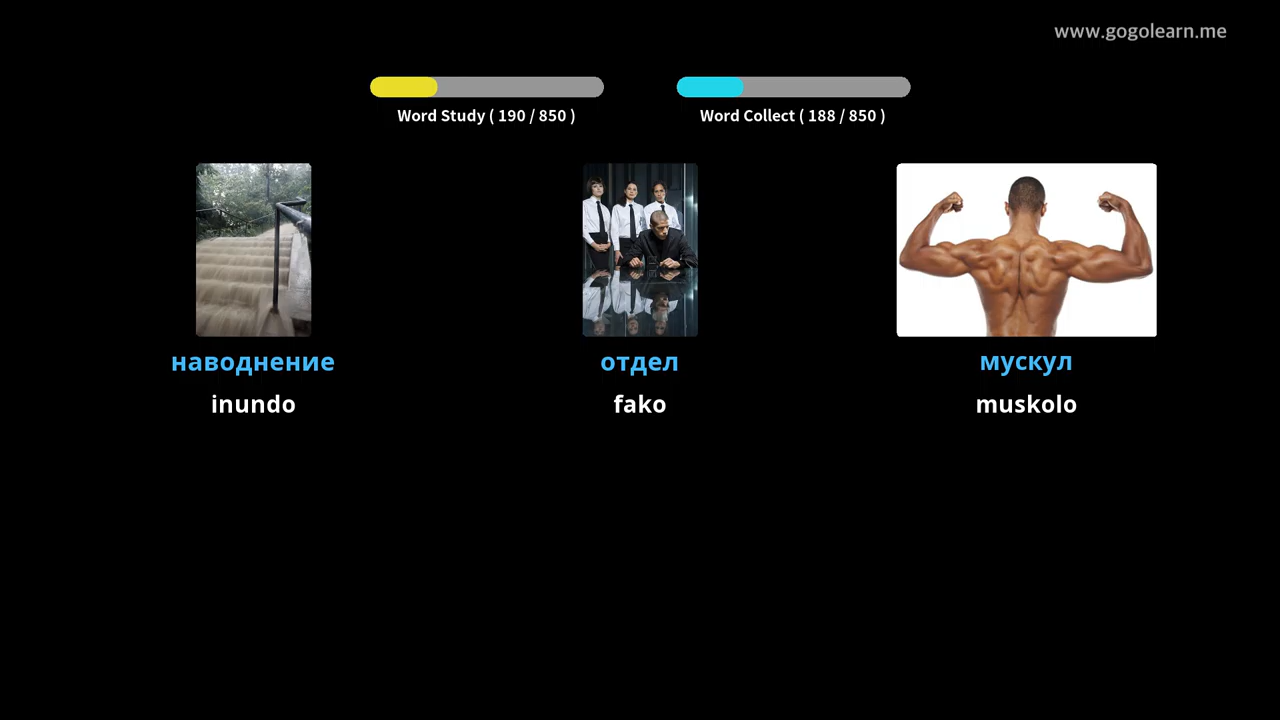 www.gogolearn.me
Word Study ( 190 / 850 )
Word Collect ( 188 / 850 )
наводнение
отдел
мускул
inundo
fako
muskolo